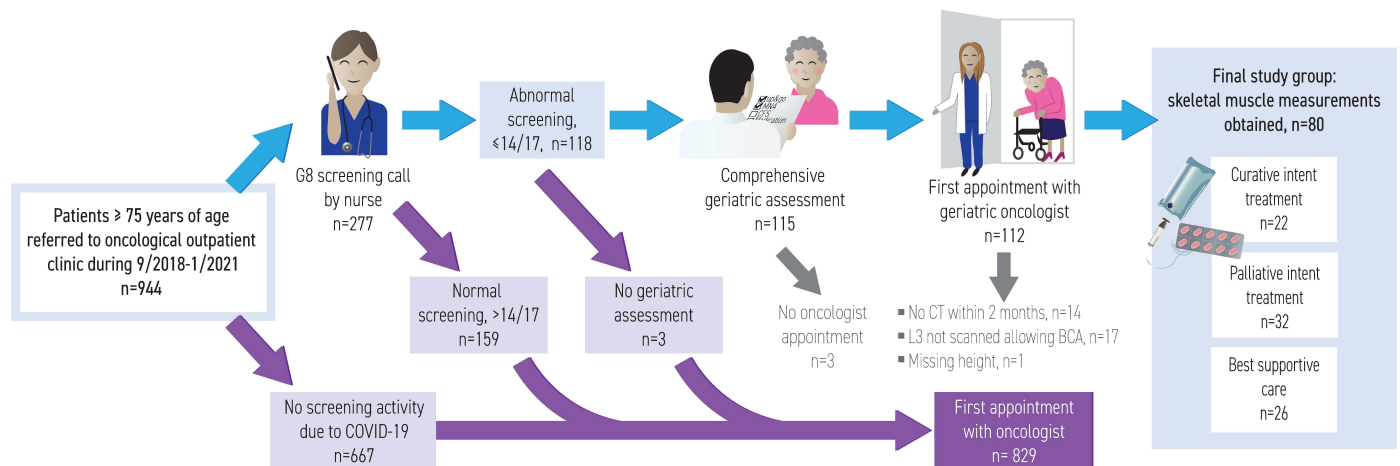 Patients ≥ 75 years of age
referred to oncological outpatient
clinic during 9/2018-1/2021
n=944
G8 screening call
by nurse
n=277
Abnormal
screening,
≤14/17, n=118
up&go
MNA
CFS
Comprehensive
geriatric assessment
n=115
First appointment with
geriatric oncologist
n=112
Final study group:
skeletal muscle measurements
obtained, n=80
Curative intent
treatment
n=22
Palliative intent
treatment
n=32
Best supportive
care
n=26
Normal
screening, >14/17
n=159
No geriatric
assessment
n=3
No oncologist
appointment
n=3
▪ No CT within 2 months, n=14
▪ L3 not scanned allowing BCA, n=17
▪ Missing height, n=1
No screening activity
due to COVID-19
n=667
First appointment
with oncologist
n= 829